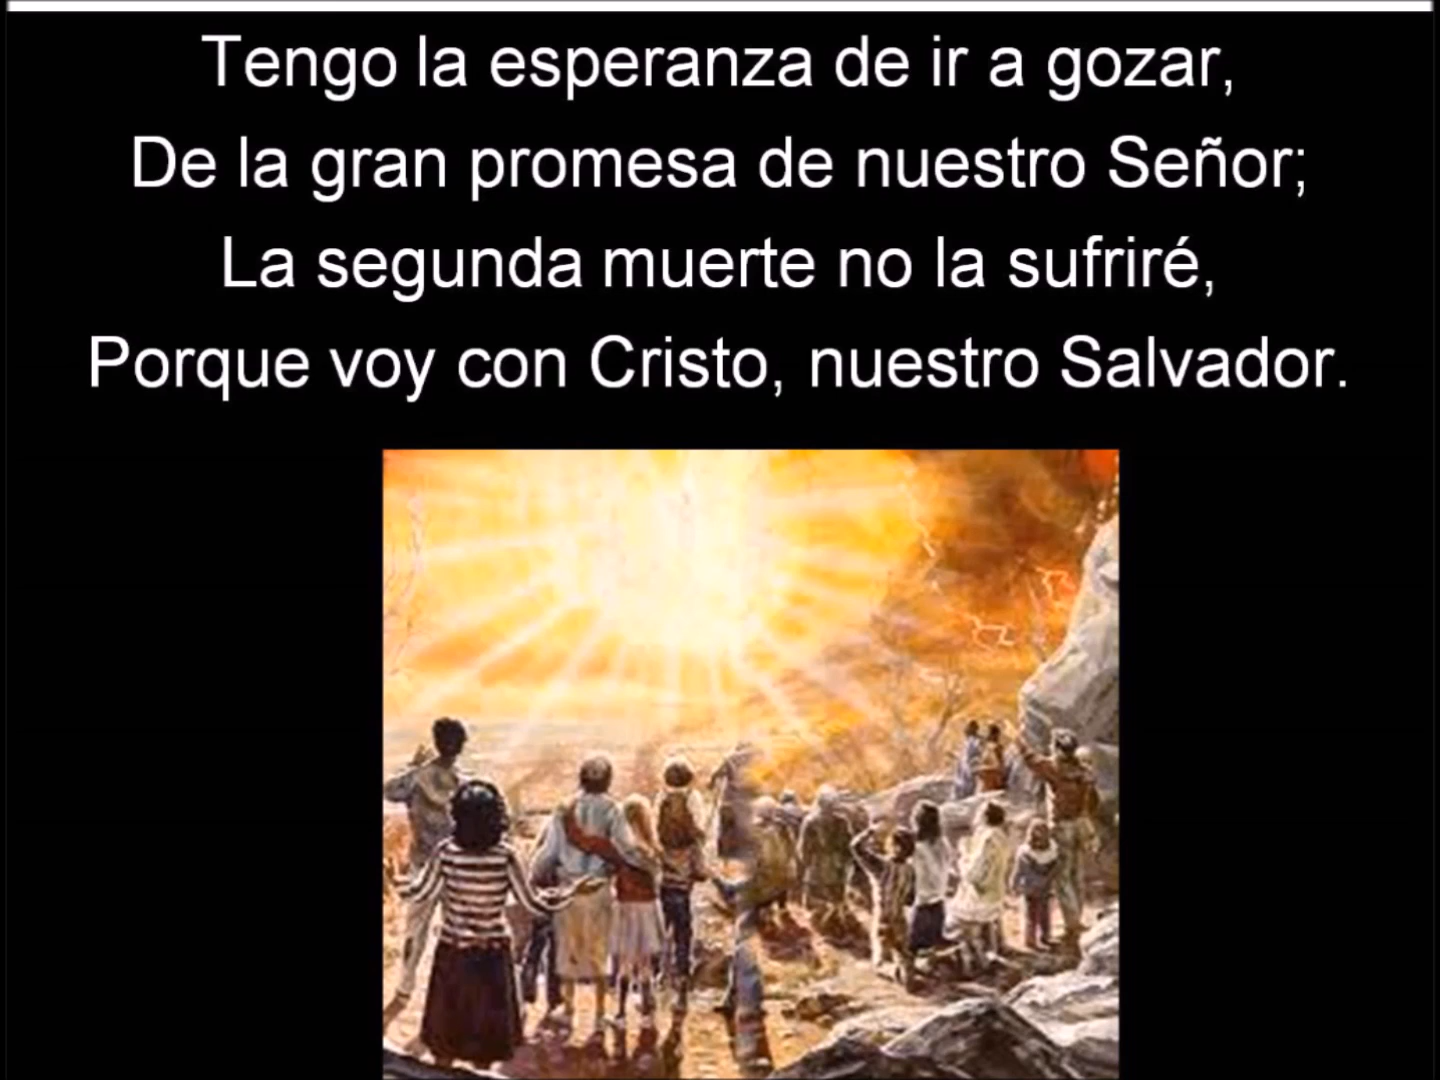 Tengo la esperanza de ir a gozar,
De la gran promesa de nuestro Señor;
La segunda muerte no la sufriré,
Porque voy con Cristo, nuestro Salvador.